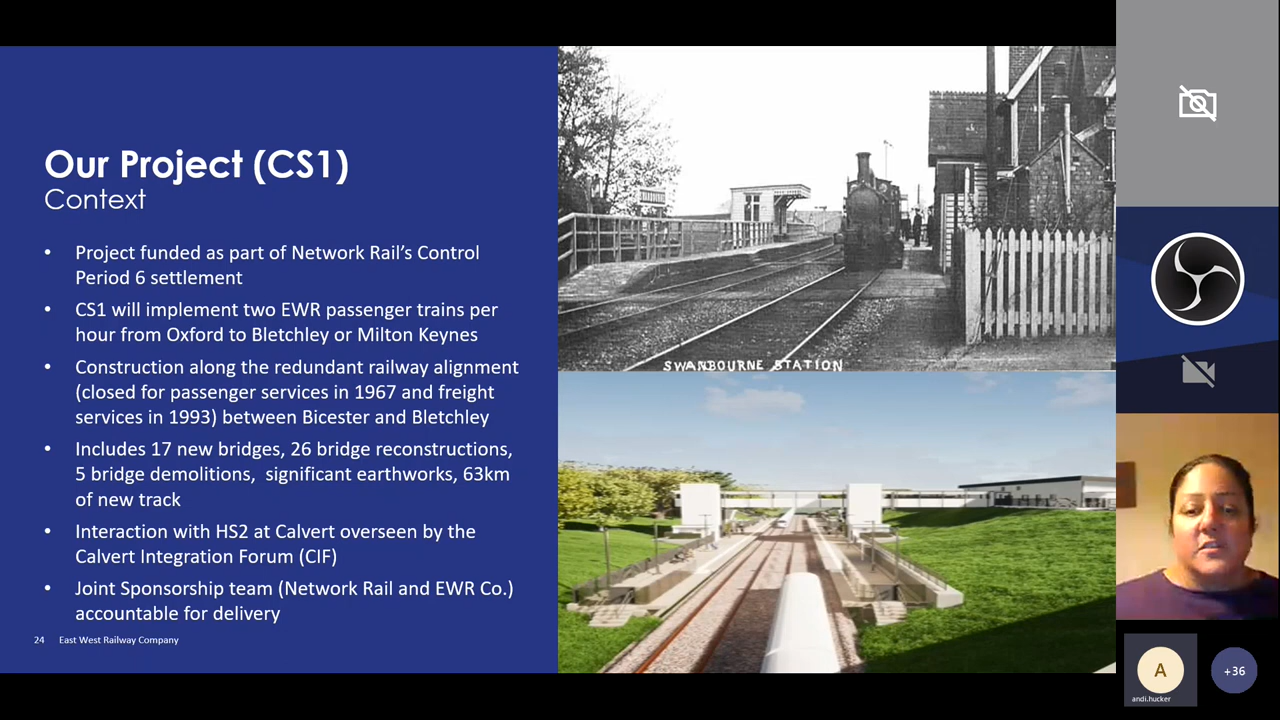 Our Project (CS1)
Context
• Project funded as part of Network Rail’s Control
Period 6 settlement
• CS1 will implement two EWR passenger trains per
hour from Oxford to Bletchley or Milton Keynes
• Construction along the redundant railway alignment
(closed for passenger services in 1967 and freight
services in 1993) between Bicester and Bletchley
• Includes 17 new bridges, 26 bridge reconstructions,
5 bridge demolitions, significant earthworks, 63km
of new track
• Interaction with HS2 at Calvert overseen by the
Calvert Integration Forum (CIF)
• Joint Sponsorship team (Network Rail and EWR Co.)
accountable for delivery
24 East West Railway Company
SWANBOURNE STATION
A
andi.hucker
+36